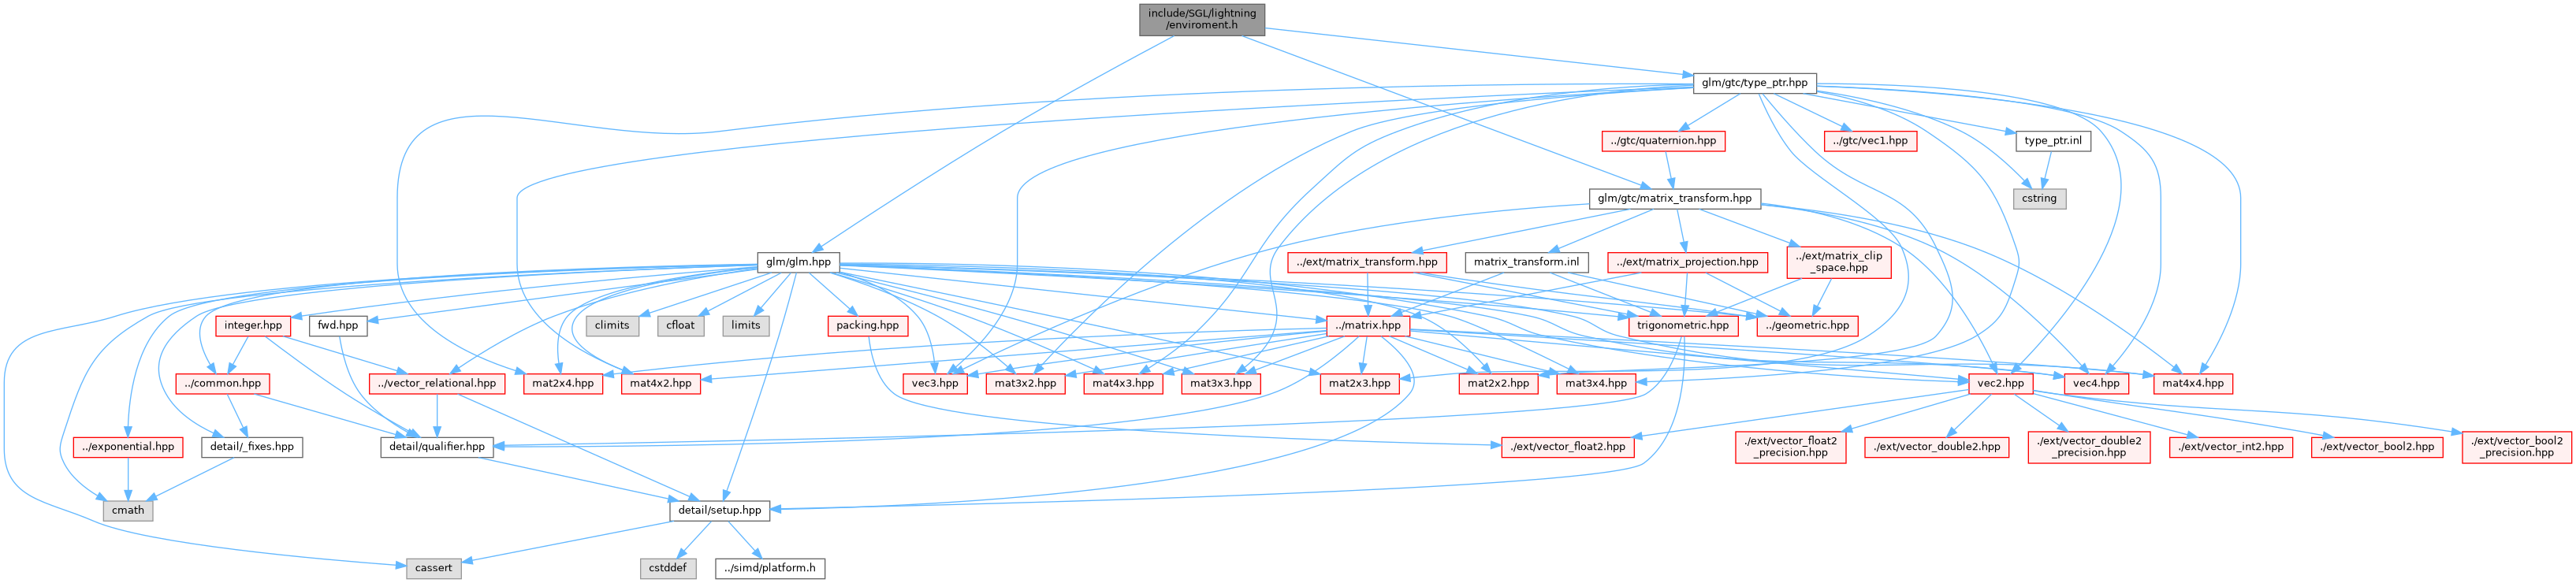 include/SGL/lightning
/enviroment.h
glm/gtc/type_ptr.hpp
../gtc/quaternion.hpp
../gtc/vec1.hpp
type_ptr.inl
glm/gtc/matrix_transform.hpp
cstring
glm/glm.hpp
../ext/matrix_transform.hpp
matrix_transform.inl
../ext/matrix_projection.hpp
../ext/matrix_clip
_space.hpp
integer.hpp
fwd.hpp
climits
cfloat
limits
packing.hpp
../matrix.hpp
trigonometric.hpp
../geometric.hpp
../common.hpp
../vector_relational.hpp
mat2x4.hpp
mat4x2.hpp
vec3.hpp
mat3x2.hpp
mat4x3.hpp
mat3x3.hpp
mat2x3.hpp
mat2x2.hpp
mat3x4.hpp
vec2.hpp
vec4.hpp
mat4x4.hpp
../exponential.hpp
detail/_fixes.hpp
detail/qualifier.hpp
./ext/vector_float2.hpp
./ext/vector_float2
_precision.hpp
./ext/vector_double2.hpp
./ext/vector_double2
_precision.hpp
./ext/vector_int2.hpp
./ext/vector_bool2.hpp
./ext/vector_bool2
_precision.hpp
cmath
detail/setup.hpp
cassert
cstddef
../simd/platform.h